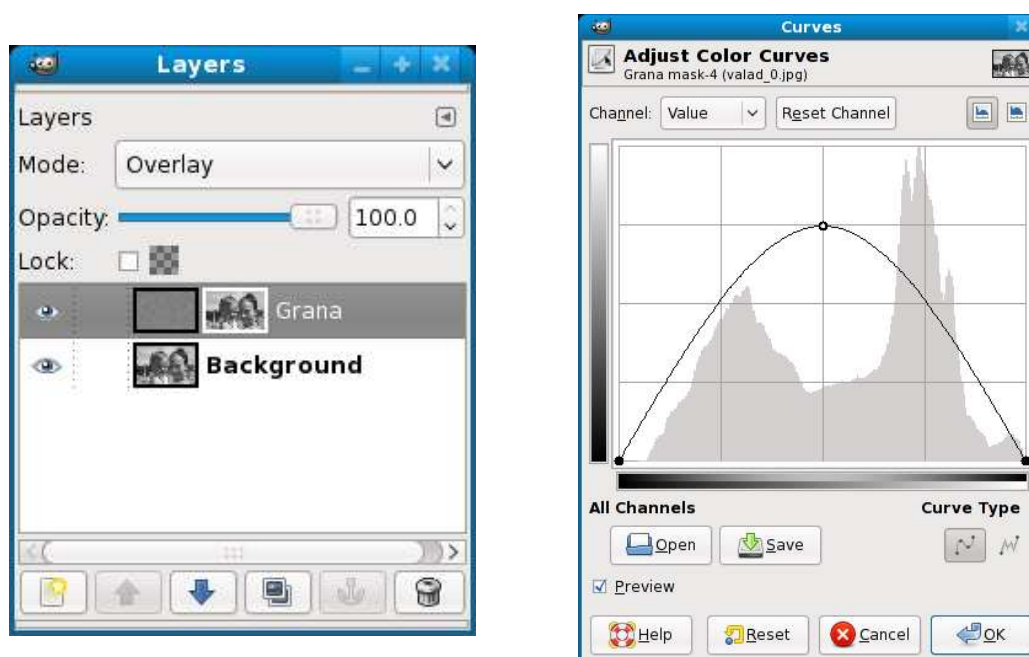 Layers
Layers
Mode: Overlay
Opacity: 100.0
Lock:
Grana
Background
Curves
Adjust Color Curves
Grana mask-4 (valad_0.jpg)
Channel: Value Reset Channel
All Channels Curve Type
Open Save
Preview
Help Reset Cancel OK